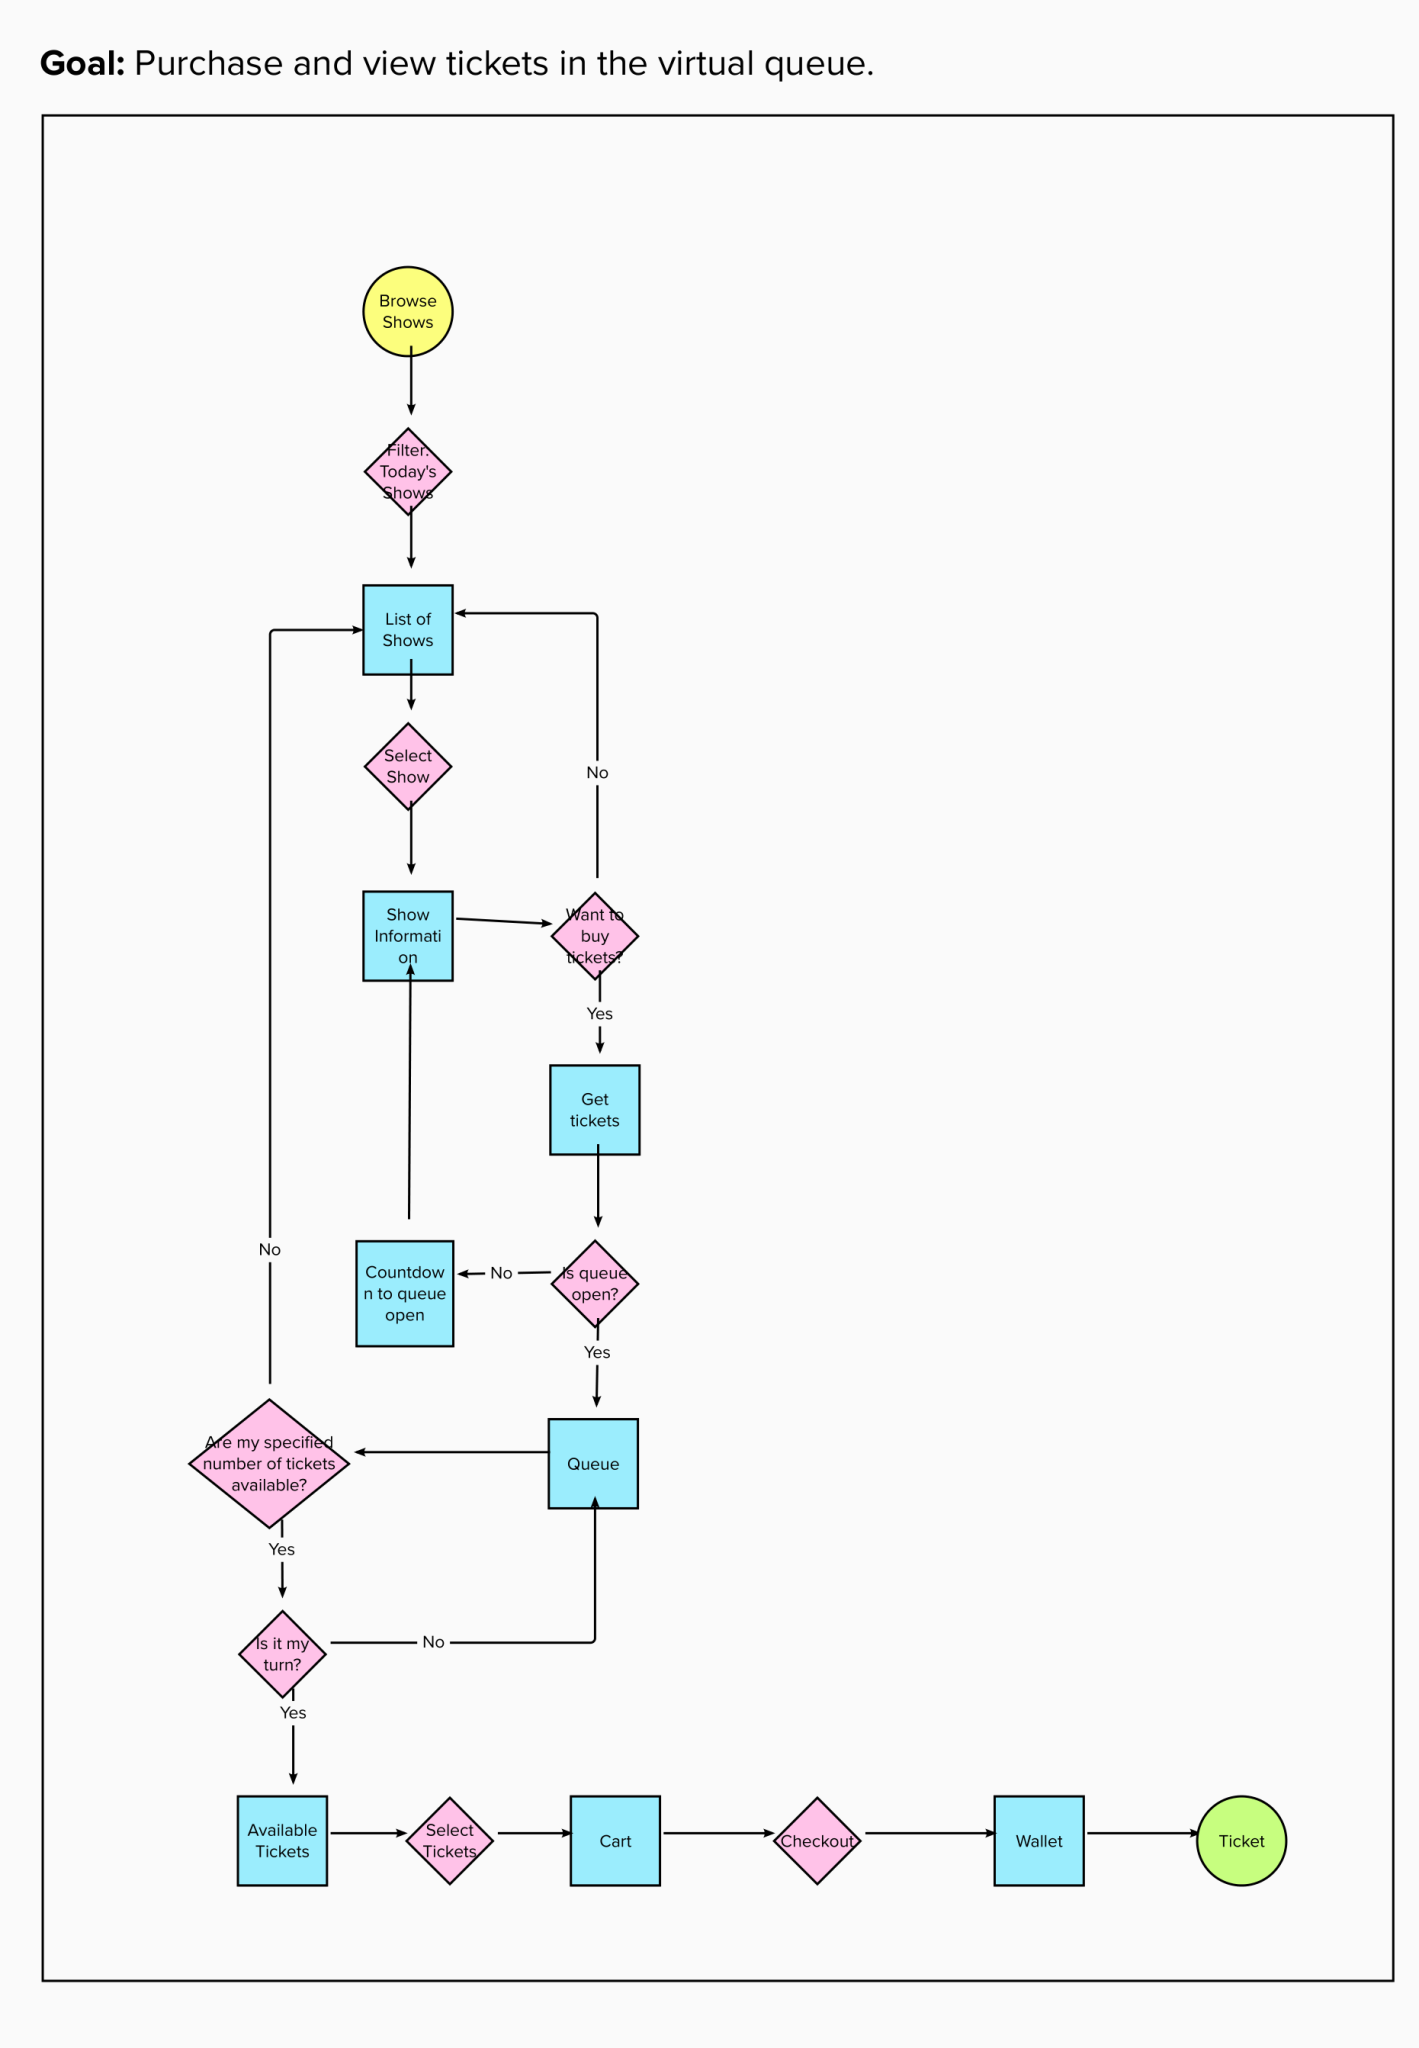 Goal: Purchase and view tickets in the virtual queue.
Browse
Shows
Filter:
Today's
Shows
List of
Shows
Select
Show
No
Show
Informati
on
Want to
buy
tickets?
Yes
Get
tickets
No
Countdow
n to queue
open
No
Is queue
open?
Yes
Are my specified
number of tickets
available?
Queue
Yes
Is it my
turn?
No
Yes
Available
Tickets
Select
Tickets
Cart
Checkout
Wallet
Ticket